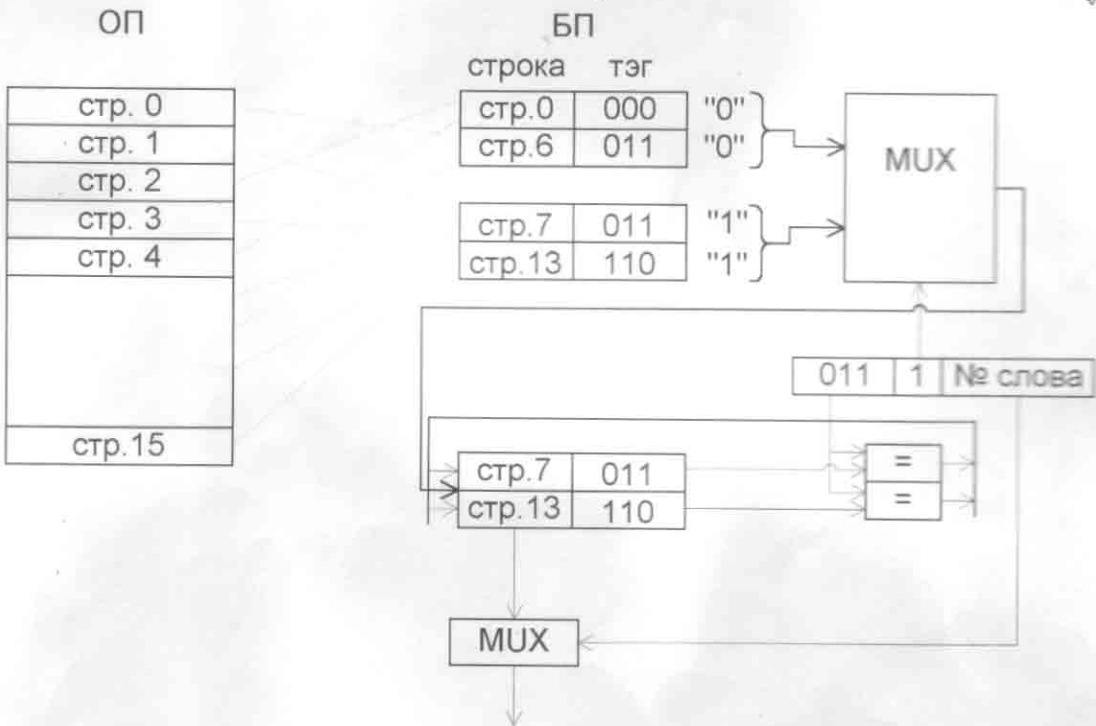 ОП
БП
строка тэг
стр. 0
стр. 1
стр. 2
стр. 3
стр. 4
стр.15
стр.0 000 "0"
стр.6 011 "0"
стр.7 011 "1"
стр.13 110 "1"
MUX
011 1 № слова
стр.7 011
стр.13 110
=
=
MUX